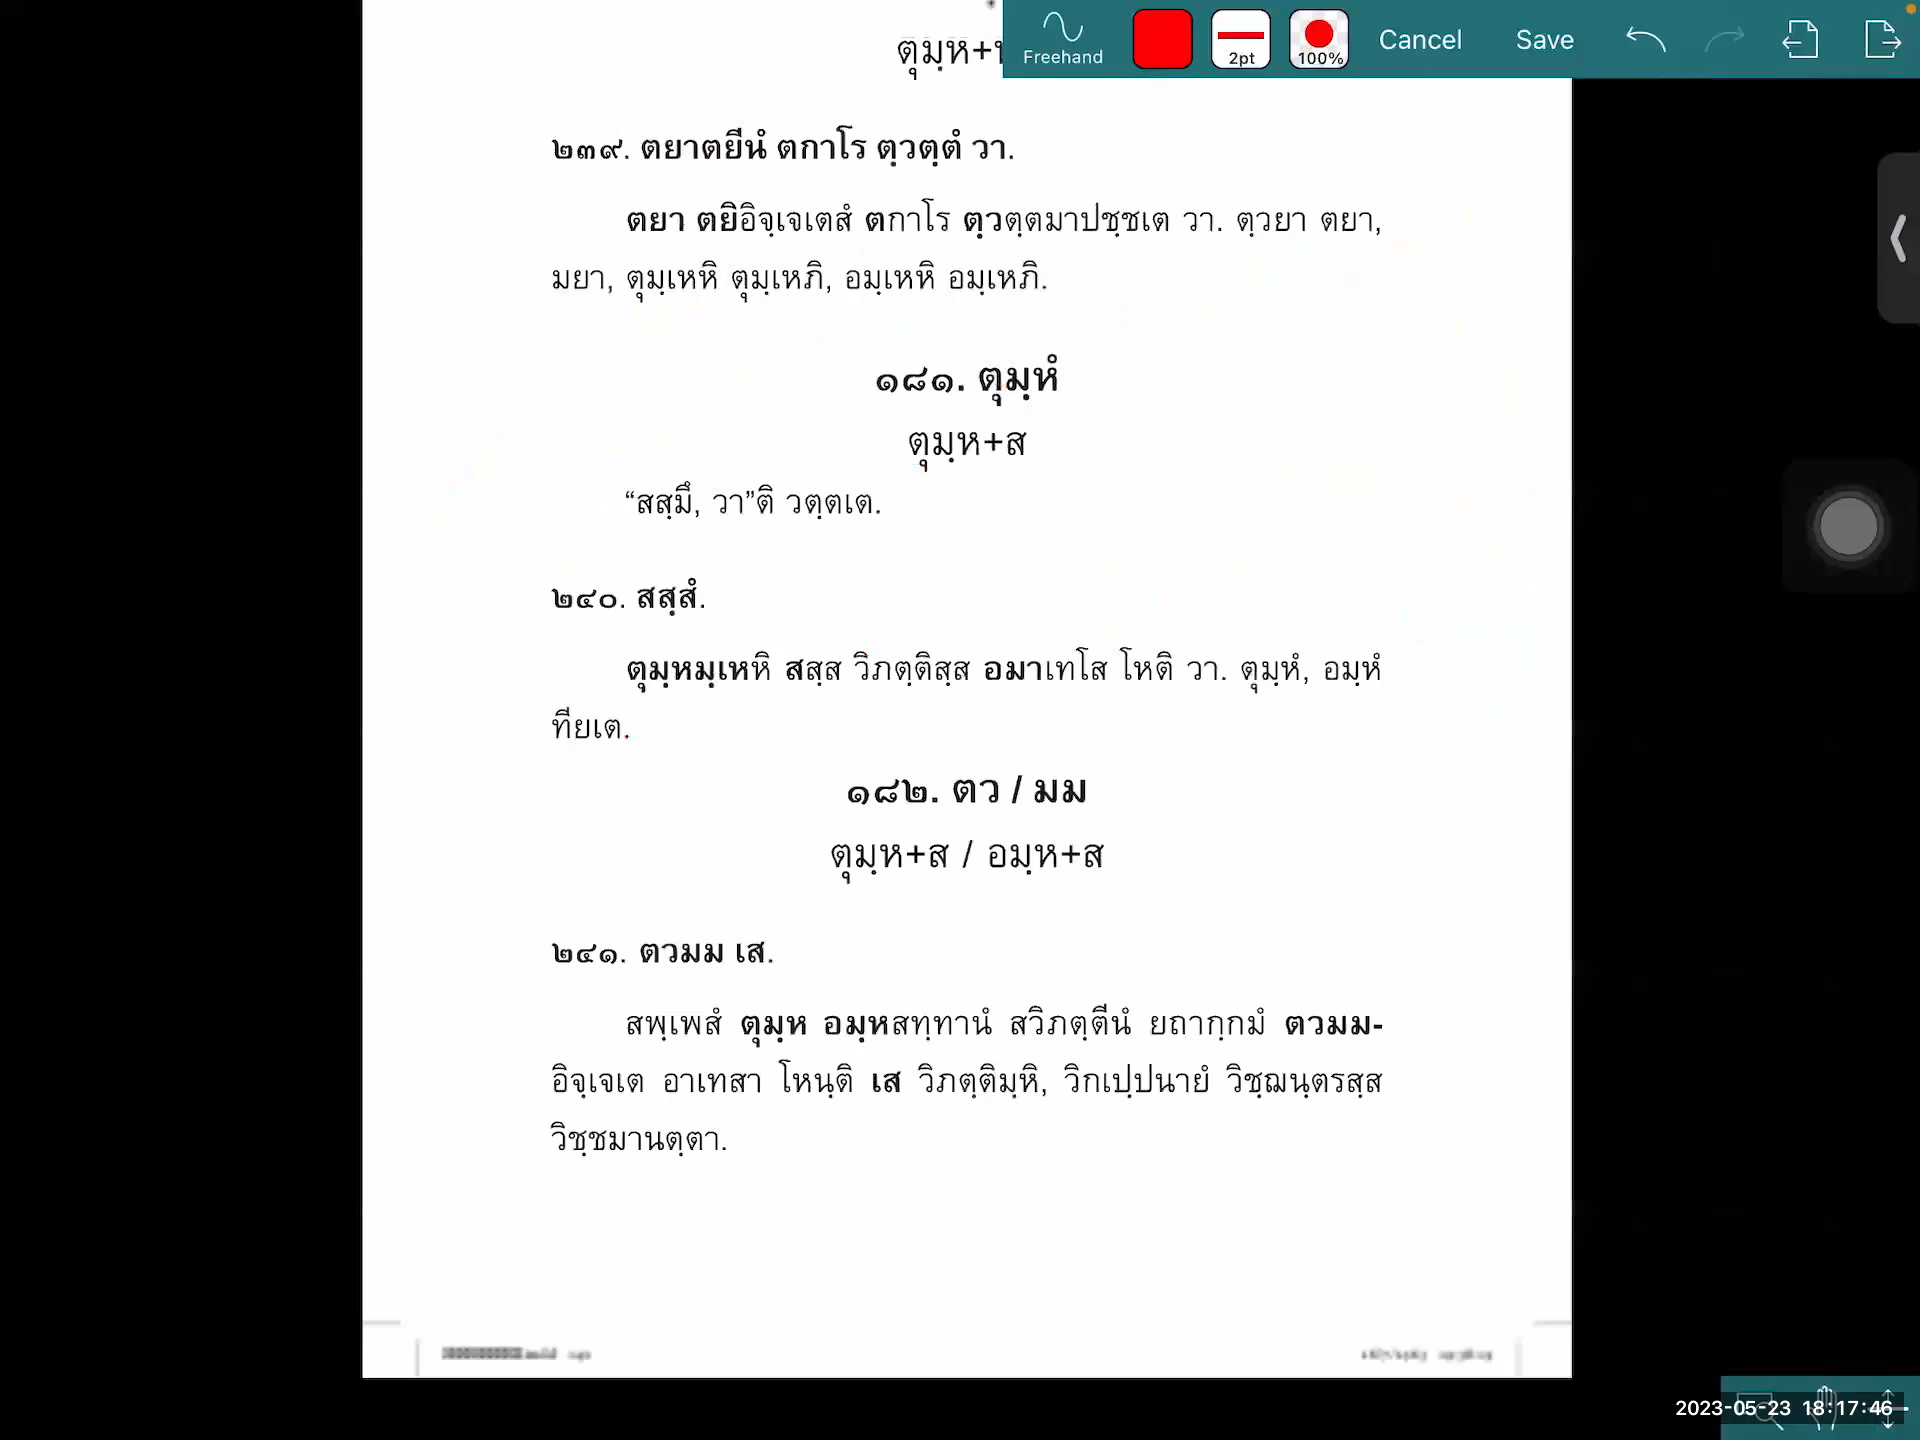 ตุมฺห+
Freehand
2pt
100%
Cancel
Save
๒๓๙. ตยาตยีนํ ตกาโร ตฺวตฺตํ วา.
ตยา ตยิอิจฺเจเตสํ ตกาโร ตฺวตฺตมาปชฺชเต วา. ตฺวยา ตยา,
มยา, ตุมฺเหหิ ตุมฺเหภิ, อมฺเหหิ อมฺเหภิ.
๑๘๑. ตุมฺหํ
ตุมฺห+ส
“สสฺมึ, วา”ติ วตฺตเต.
๒๔๐. สสฺสํ.
ตุมฺหมฺเหหิ สสฺส วิภตฺติสฺส อมาเทโส โหติ วา. ตุมฺหํ, อมฺหํ
ทียเต.
๑๘๒. ตว / มม
ตุมฺห+ส / อมฺห+ส
๒๔๑. ตวมม เส.
สพฺเพสํ ตุมฺห อมฺหสทฺทานํ สวิภตฺตีนํ ยถากฺกมํ ตวมม-
อิจฺเจเต อาเทสา โหนฺติ เส วิภตฺติมฺหิ, วิกเปฺปนายํ วิชฺฌนฺตรสฺส
วิชฺชมานตฺตา.
2023-05-23 18:17:46